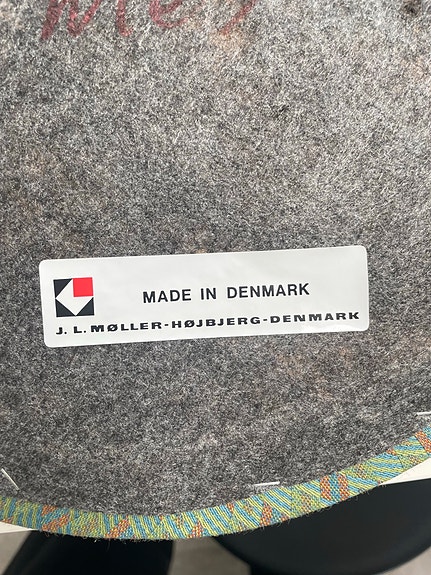 MADE IN DENMARK
J. L. MØLLER-HØJBJERG-DENMARK